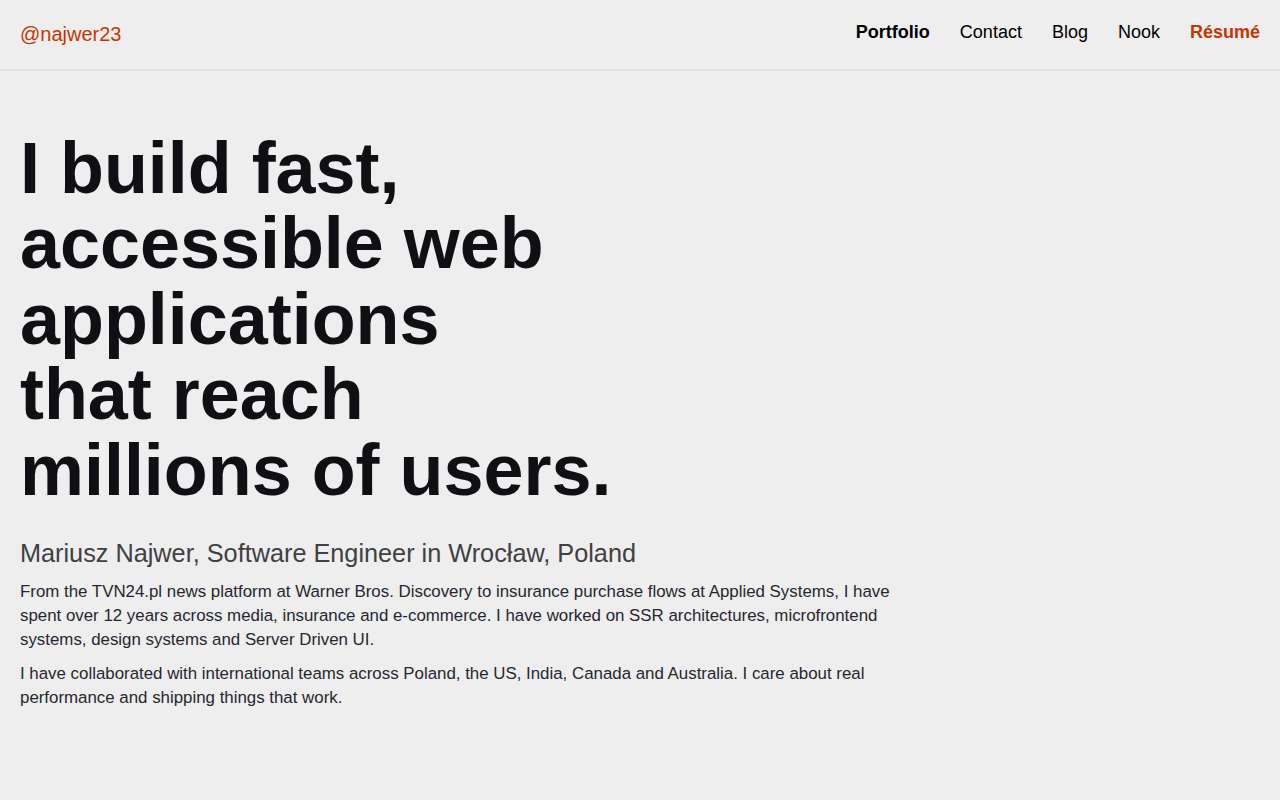 @najwer23
Portfolio Contact Blog Nook Résumé
I build fast,
accessible web
applications
that reach
millions of users.
Mariusz Najwer, Software Engineer in Wrocław, Poland
From the TVN24.pl news platform at Warner Bros. Discovery to insurance purchase flows at Applied Systems, I have
spent over 12 years across media, insurance and e-commerce. I have worked on SSR architectures, microfrontend
systems, design systems and Server Driven UI.
I have collaborated with international teams across Poland, the US, India, Canada and Australia. I care about real
performance and shipping things that work.